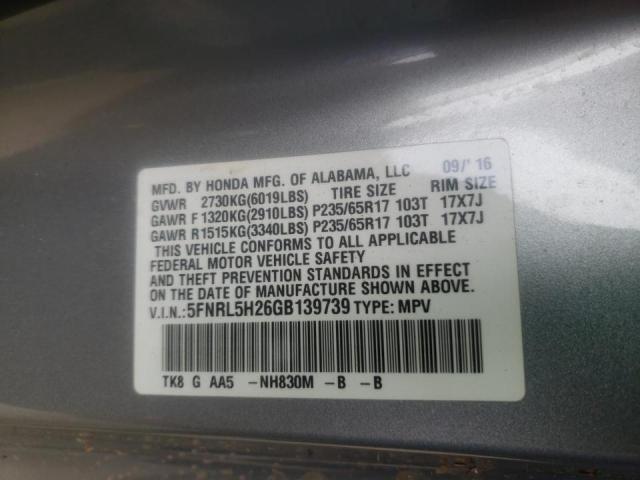 MFD. BY HONDA MFG. OF ALABAMA, LLC 09/'16
GVWR 2730KG(6019LBS) TIRE SIZE RIM SIZE
GAWR F 1320KG(2910LBS) P235/65R17 103T 17X7J
GAWR R1515KG(3340LBS) P235/65R17 103T 17X7J
THIS VEHICLE CONFORMS TO ALL APPLICABLE
FEDERAL MOTOR VEHICLE SAFETY
AND THEFT PREVENTION STANDARDS IN EFFECT
ON THE DATE OF MANUFACTURE SHOWN ABOVE.
V.I.N.: 5FNRL5H26GB139739 TYPE: MPV
TK8 G AA5 -NH830M -B -B